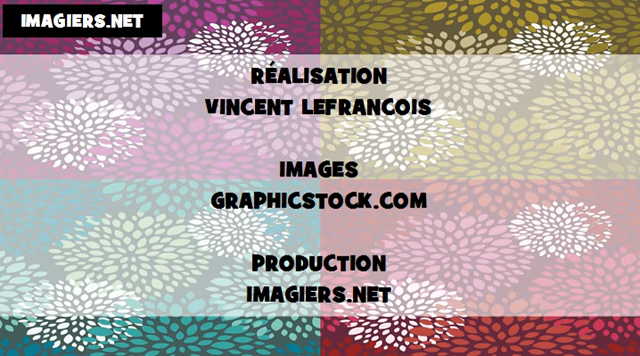 IMAGIERS.NET
RÉALISATION
VINCENT LEFRANCOIS
IMAGES
GRAPHICSTOCK.COM
PRODUCTION
IMAGIERS.NET